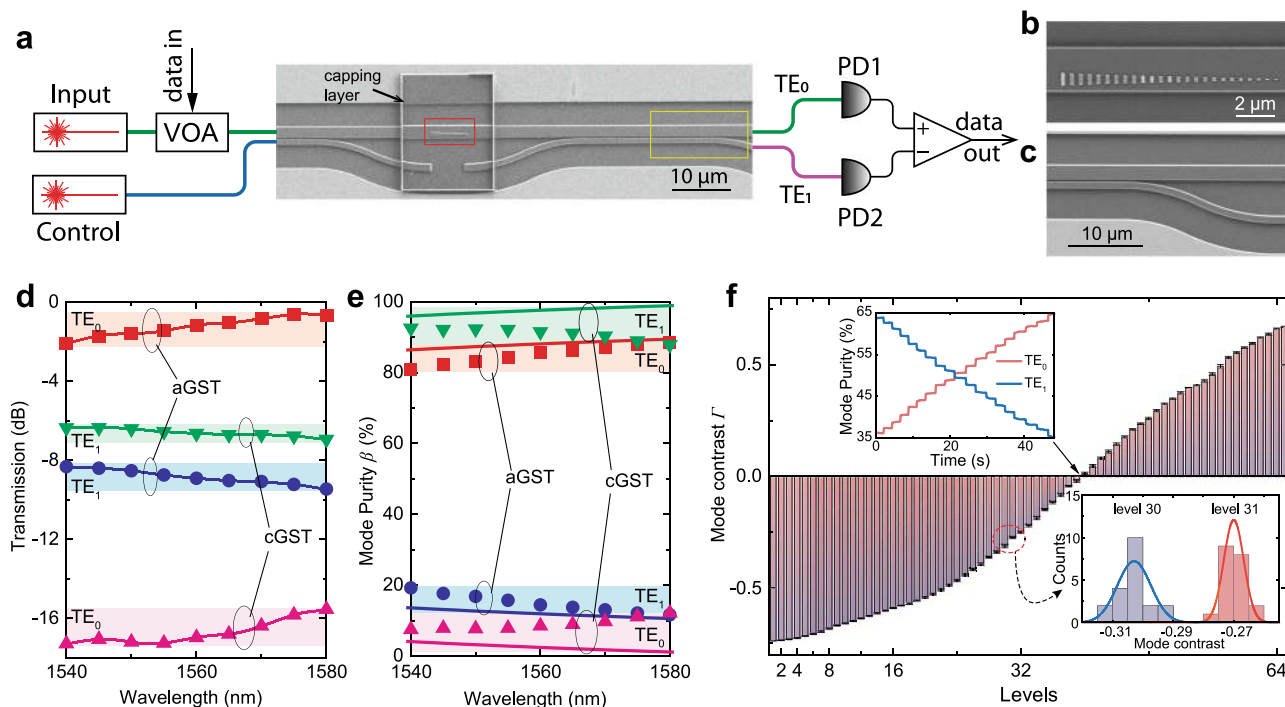 a
Input
data in
VOA
Control
capping
layer
10 µm
TE₀
TE₁
PD1
PD2
+
−
data
out
b
2 µm
c
10 µm
d
0
-4
-8
-12
-16
Transmission (dB)
TE₀
aGST
TE₁
TE₁
cGST
TE₀
1540
1560
1580
Wavelength (nm)
e
100
80
60
40
20
0
Mode Purity β (%)
TE₁
TE₀
aGST
cGST
TE₁
TE₀
1540
1560
1580
Wavelength (nm)
f
0.5
0.0
-0.5
Mode contrast Γ
2 4 8 16 32 64
Levels
65
55
45
35
Mode Purity (%)
TE₀
TE₁
0 20 40
Time (s)
15
10
5
0
Counts
level 30
level 31
-0.31 -0.29 -0.27
Mode contrast